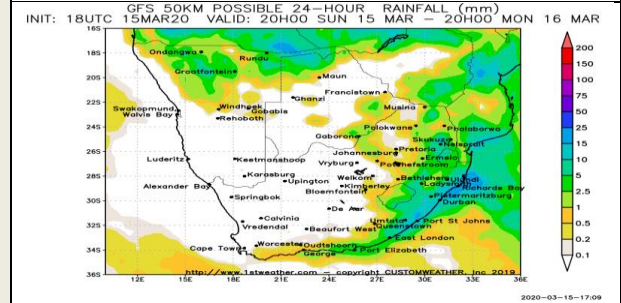 GFS 50KM POSSIBLE 24-HOUR RAINFALL (mm)
INIT: 18UTC 15MAR20 VALID: 20H00 SUN 15 MAR - 20H00 MON 16 MAR
16S
18S
20S
22S
24S
26S
28S
30S
32S
34S
36S
Ondangwa
Rundu
Grootfontein
Maun
Ghanzi
Francistown
Swakopmund
Walvis Bay
Windhoek
Gobabis
Rehoboth
Musina
Polokwane
Phalaborwa
Gaborone
Skukuza
Nelspruit
Johannesburg
Pretoria
Luderitz
Keetmanshoop
Vryburg
Potchefstroom
Ermelo
Karasburg
Upington
Welkom
Kimberley
Bloemfontein
Bethlehem
Ulundi
Ladysmith
Richards Bay
Alexander Bay
Springbok
Pietermaritzburg
Durban
De Aar
Calvinia
Vredendal
Beaufort West
Umtata
Queenstown
Port St Johns
East London
Cape Town
Worcester
Oudtshoorn
George
Port Elizabeth
http://www.1stweather.com - copyright CUSTOMWEATHER, Inc 2019
12E
15E
18E
21E
24E
27E
30E
33E
36E
200
150
100
75
50
25
15
10
5
2.5
1
0.5
0.2
0.1
2020-03-15-17:09